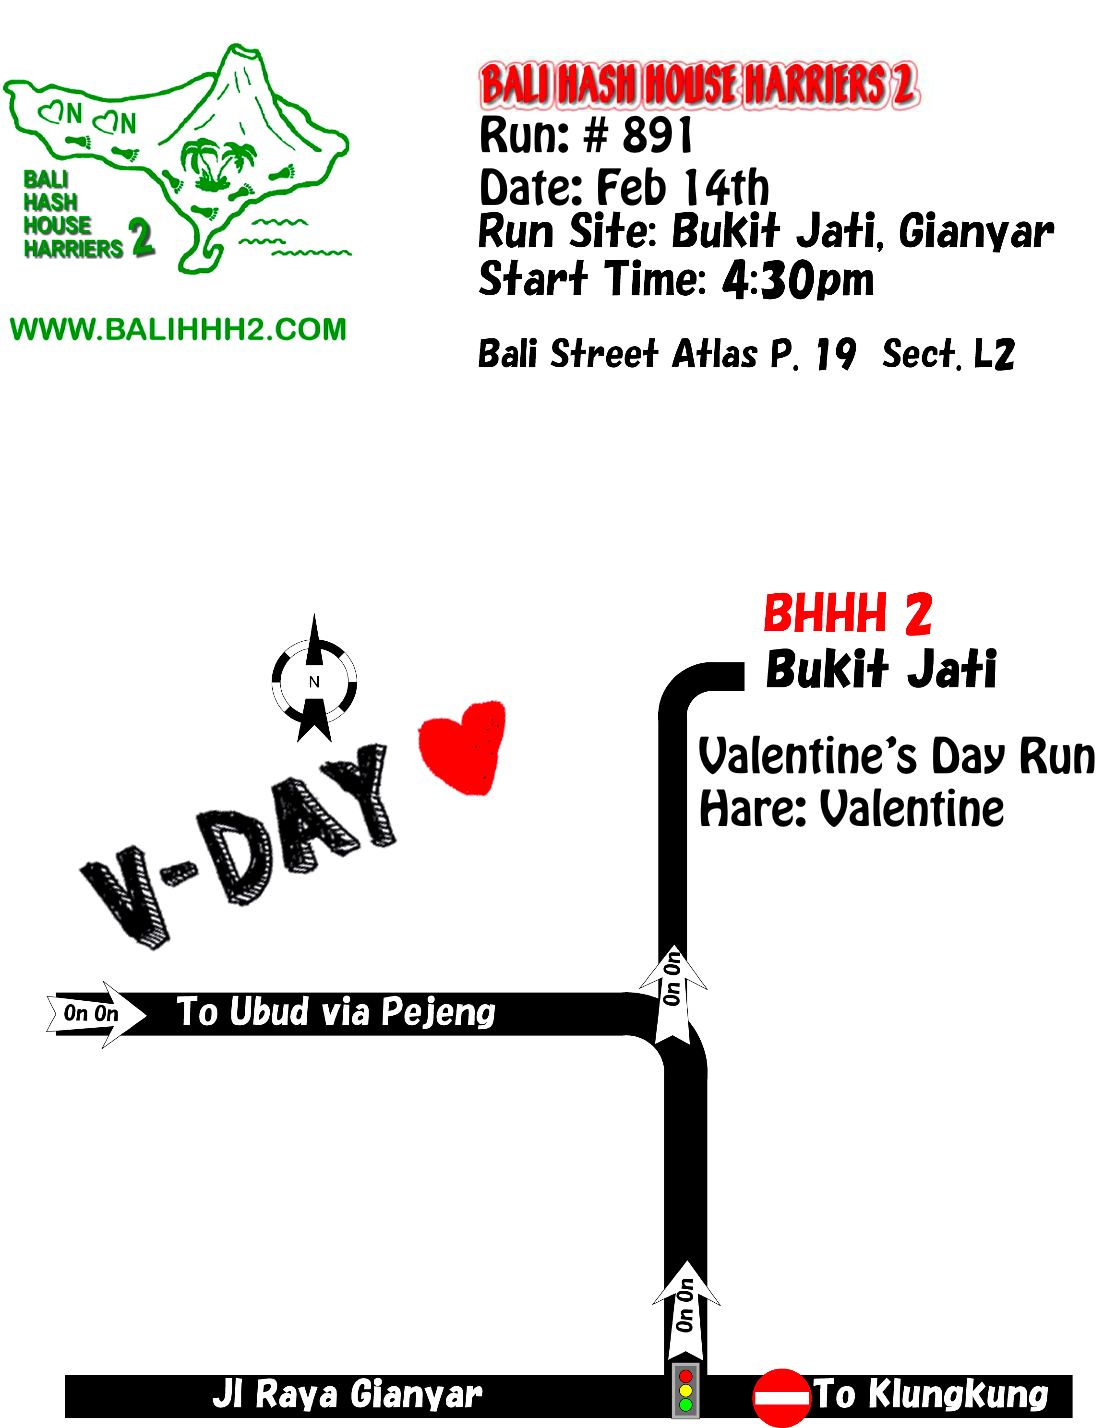 BALI HASH HOUSE HARRIERS 2
Run: # 891
Date: Feb 14th
Run Site: Bukit Jati, Gianyar
Start Time: 4:30pm
Bali Street Atlas P. 19 Sect. L2
N N
BALI
HASH
HOUSE
HARRIERS 2
WWW.BALIHHH2.COM
BHHH 2
Bukit Jati
N
V-DAY
Valentine's Day Run
Hare: Valentine
On On
On On To Ubud via Pejeng
On On
Jl Raya Gianyar
To Klungkung